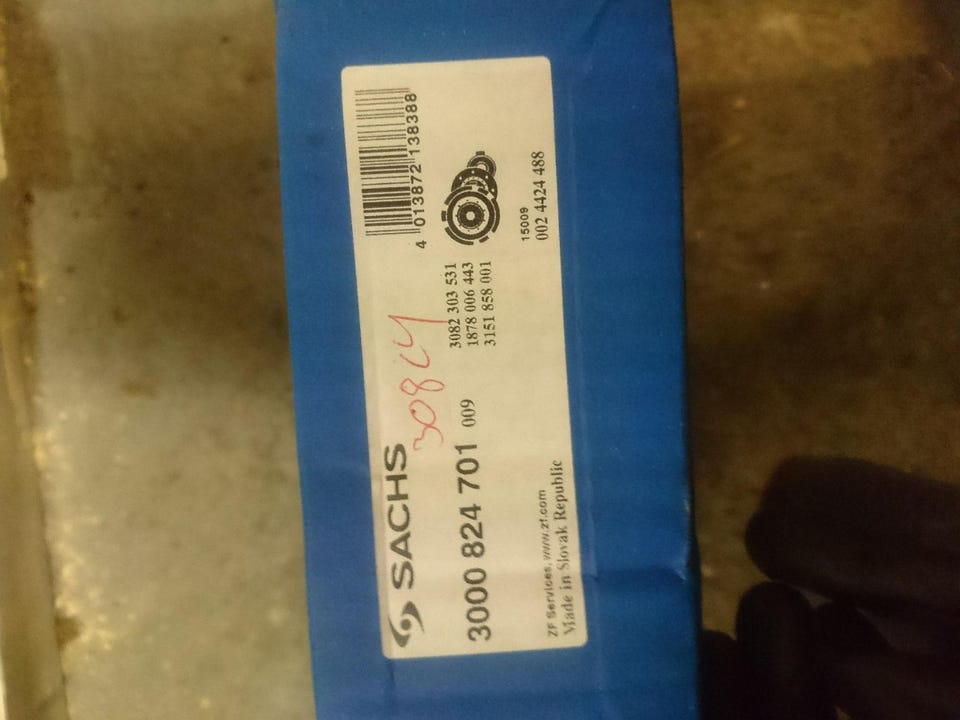 SACHS
4 013872 138388
3000 824 701 009
3082 303 531
1878 006 443
3151 858 001
ZF Services, www.zf.com
Made in Slovak Republic
15009
002 4424 488